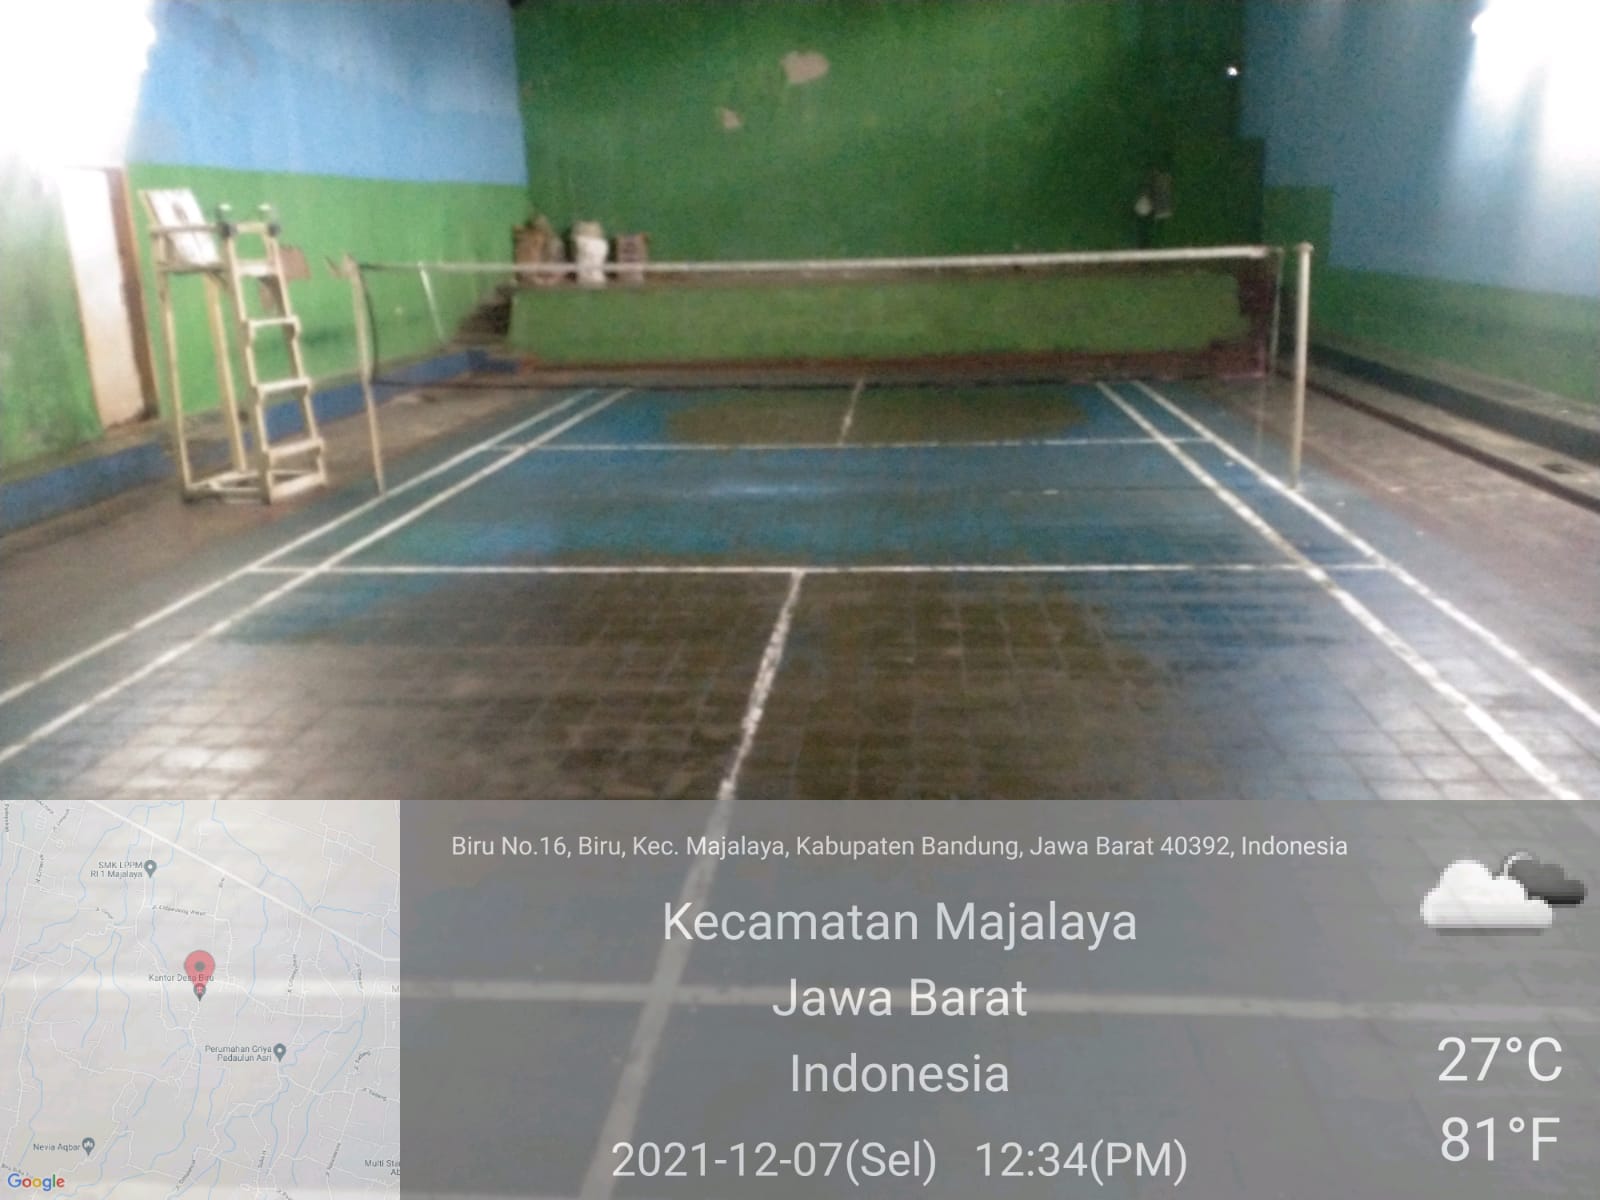 Biru No.16, Biru, Kec. Majalaya, Kabupaten Bandung, Jawa Barat 40392, Indonesia
Kecamatan Majalaya
Jawa Barat
Indonesia
2021-12-07(Sel) 12:34(PM)
27°C
81°F
SMK LPPM
RI 1 Majalaya
Kantor Desa Biru
Perumahan Griya
Padaulun Asri
Nevia Aqbar
Google